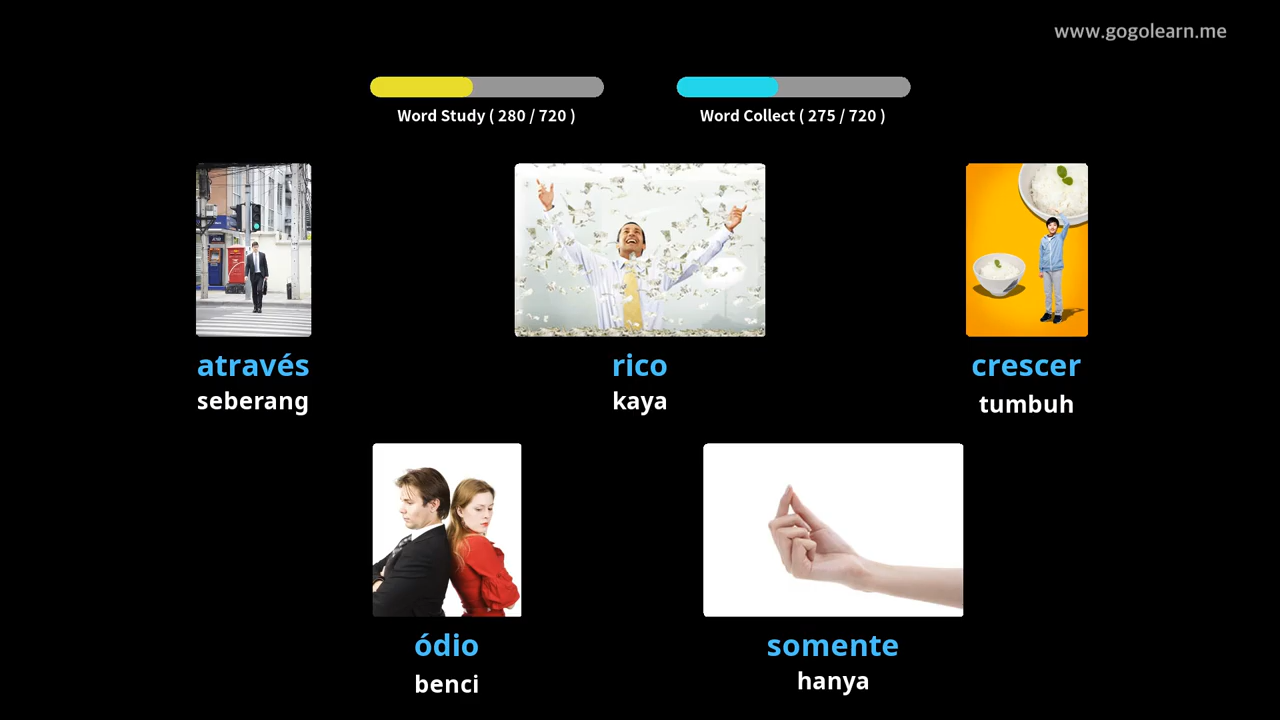 www.gogolearn.me
Word Study ( 280 / 720 )
Word Collect ( 275 / 720 )
através
seberang
rico
kaya
crescer
tumbuh
ódio
benci
somente
hanya